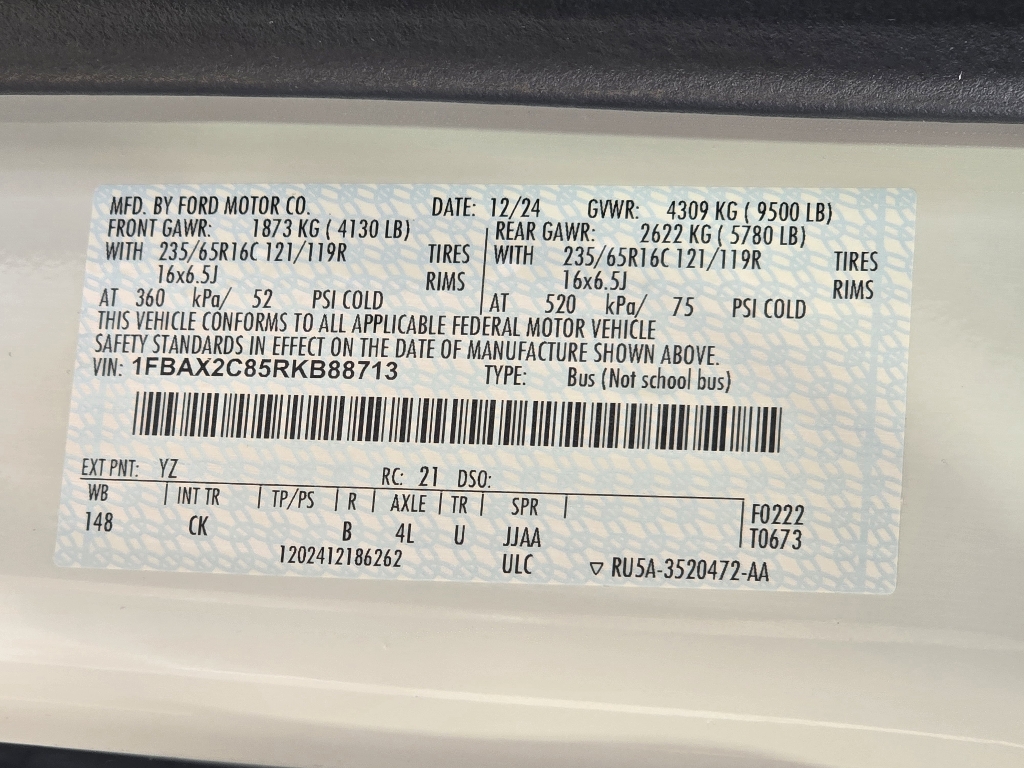 MFD. BY FORD MOTOR CO. DATE: 12/24 GVWR: 4309 KG ( 9500 LB)
FRONT GAWR: 1873 KG ( 4130 LB) REAR GAWR: 2622 KG ( 5780 LB)
WITH 235/65R16C 121/119R TIRES WITH 235/65R16C 121/119R TIRES
16x6.5J RIMS 16x6.5J RIMS
AT 360 kPa/ 52 PSI COLD AT 520 kPa/ 75 PSI COLD
THIS VEHICLE CONFORMS TO ALL APPLICABLE FEDERAL MOTOR VEHICLE
SAFETY STANDARDS IN EFFECT ON THE DATE OF MANUFACTURE SHOWN ABOVE.
VIN: 1FBAX2C85RKB88713 TYPE: Bus (Not school bus)
EXT PNT: YZ RC: 21 DSO:
WB INT TR TP/PS R AXLE TR SPR F0222
148 CK B 4L U JJAA T0673
1202412186262 ULC ▽ RU5A-3520472-AA